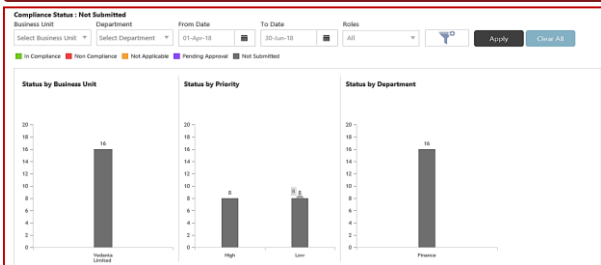 Compliance Status : Not Submitted
Business Unit Department From Date To Date Roles
Select Business Unit Select Department 01-Apr-18 30-Jun-18 All Apply Clear All
In Compliance Non Compliance Not Applicable Pending Approval Not Submitted
Status by Business Unit Status by Priority Status by Department
20 20 20
18 18 18
16 16 16 16 16
14 14 14
12 12 12
10 10 10
8 8 8 8 8 8
6 6 6
4 4 4
2 2 2
0 0 0
Vedanta High Low Finance
Limited